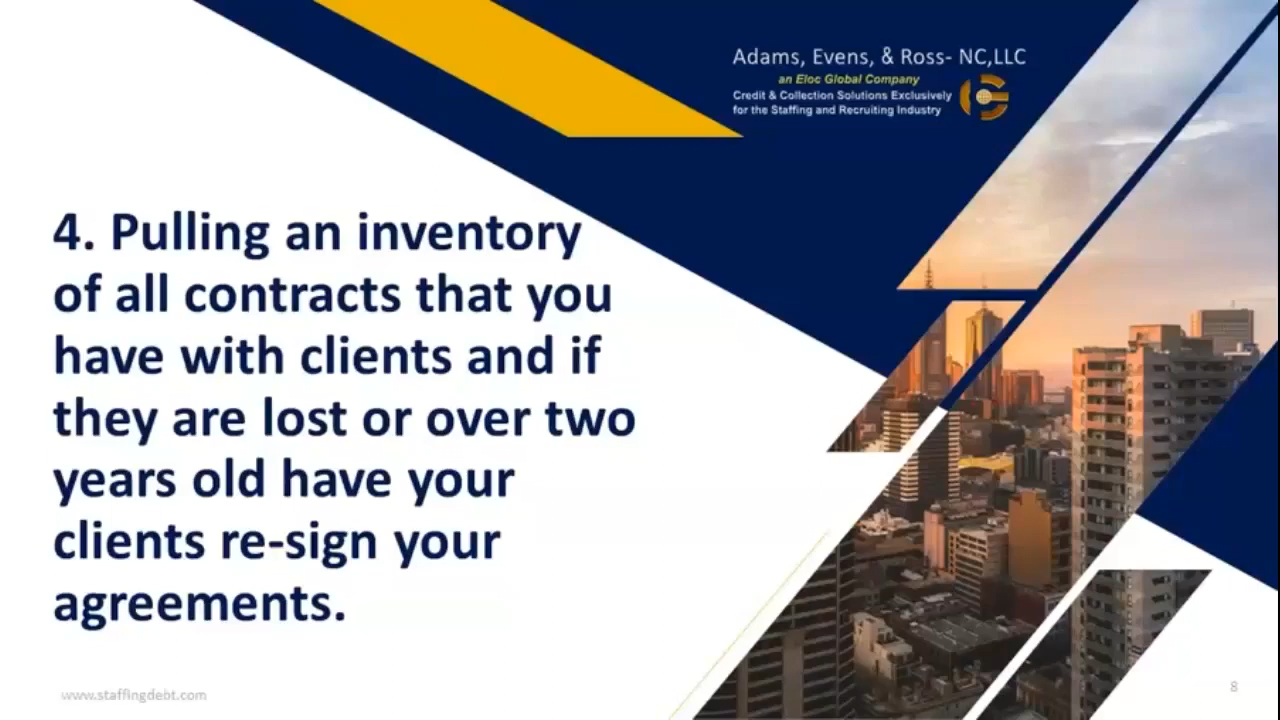 Adams, Evens, & Ross- NC,LLC
an Eloc Global Company
Credit & Collection Solutions Exclusively
for the Staffing and Recruiting Industry
4. Pulling an inventory
of all contracts that you
have with clients and if
they are lost or over two
years old have your
clients re-sign your
agreements.
www.staffingdebt.com
8